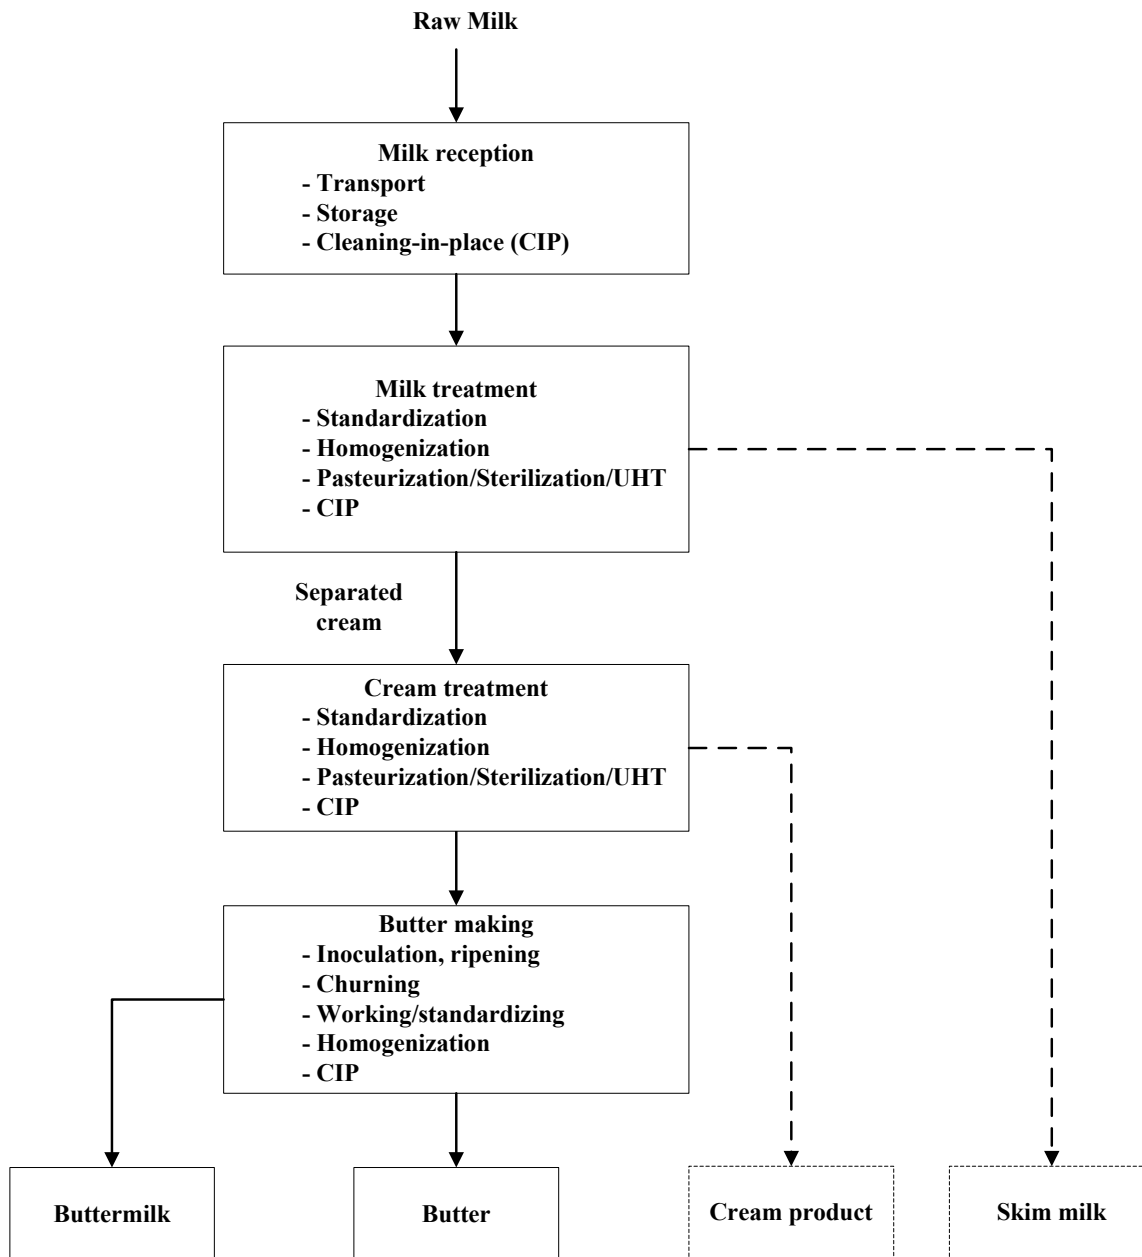 Raw Milk
Milk reception
- Transport
- Storage
- Cleaning-in-place (CIP)
Milk treatment
- Standardization
- Homogenization
- Pasteurization/Sterilization/UHT
- CIP
Separated
cream
Cream treatment
- Standardization
- Homogenization
- Pasteurization/Sterilization/UHT
- CIP
Butter making
- Inoculation, ripening
- Churning
- Working/standardizing
- Homogenization
- CIP
Buttermilk
Butter
Cream product
Skim milk